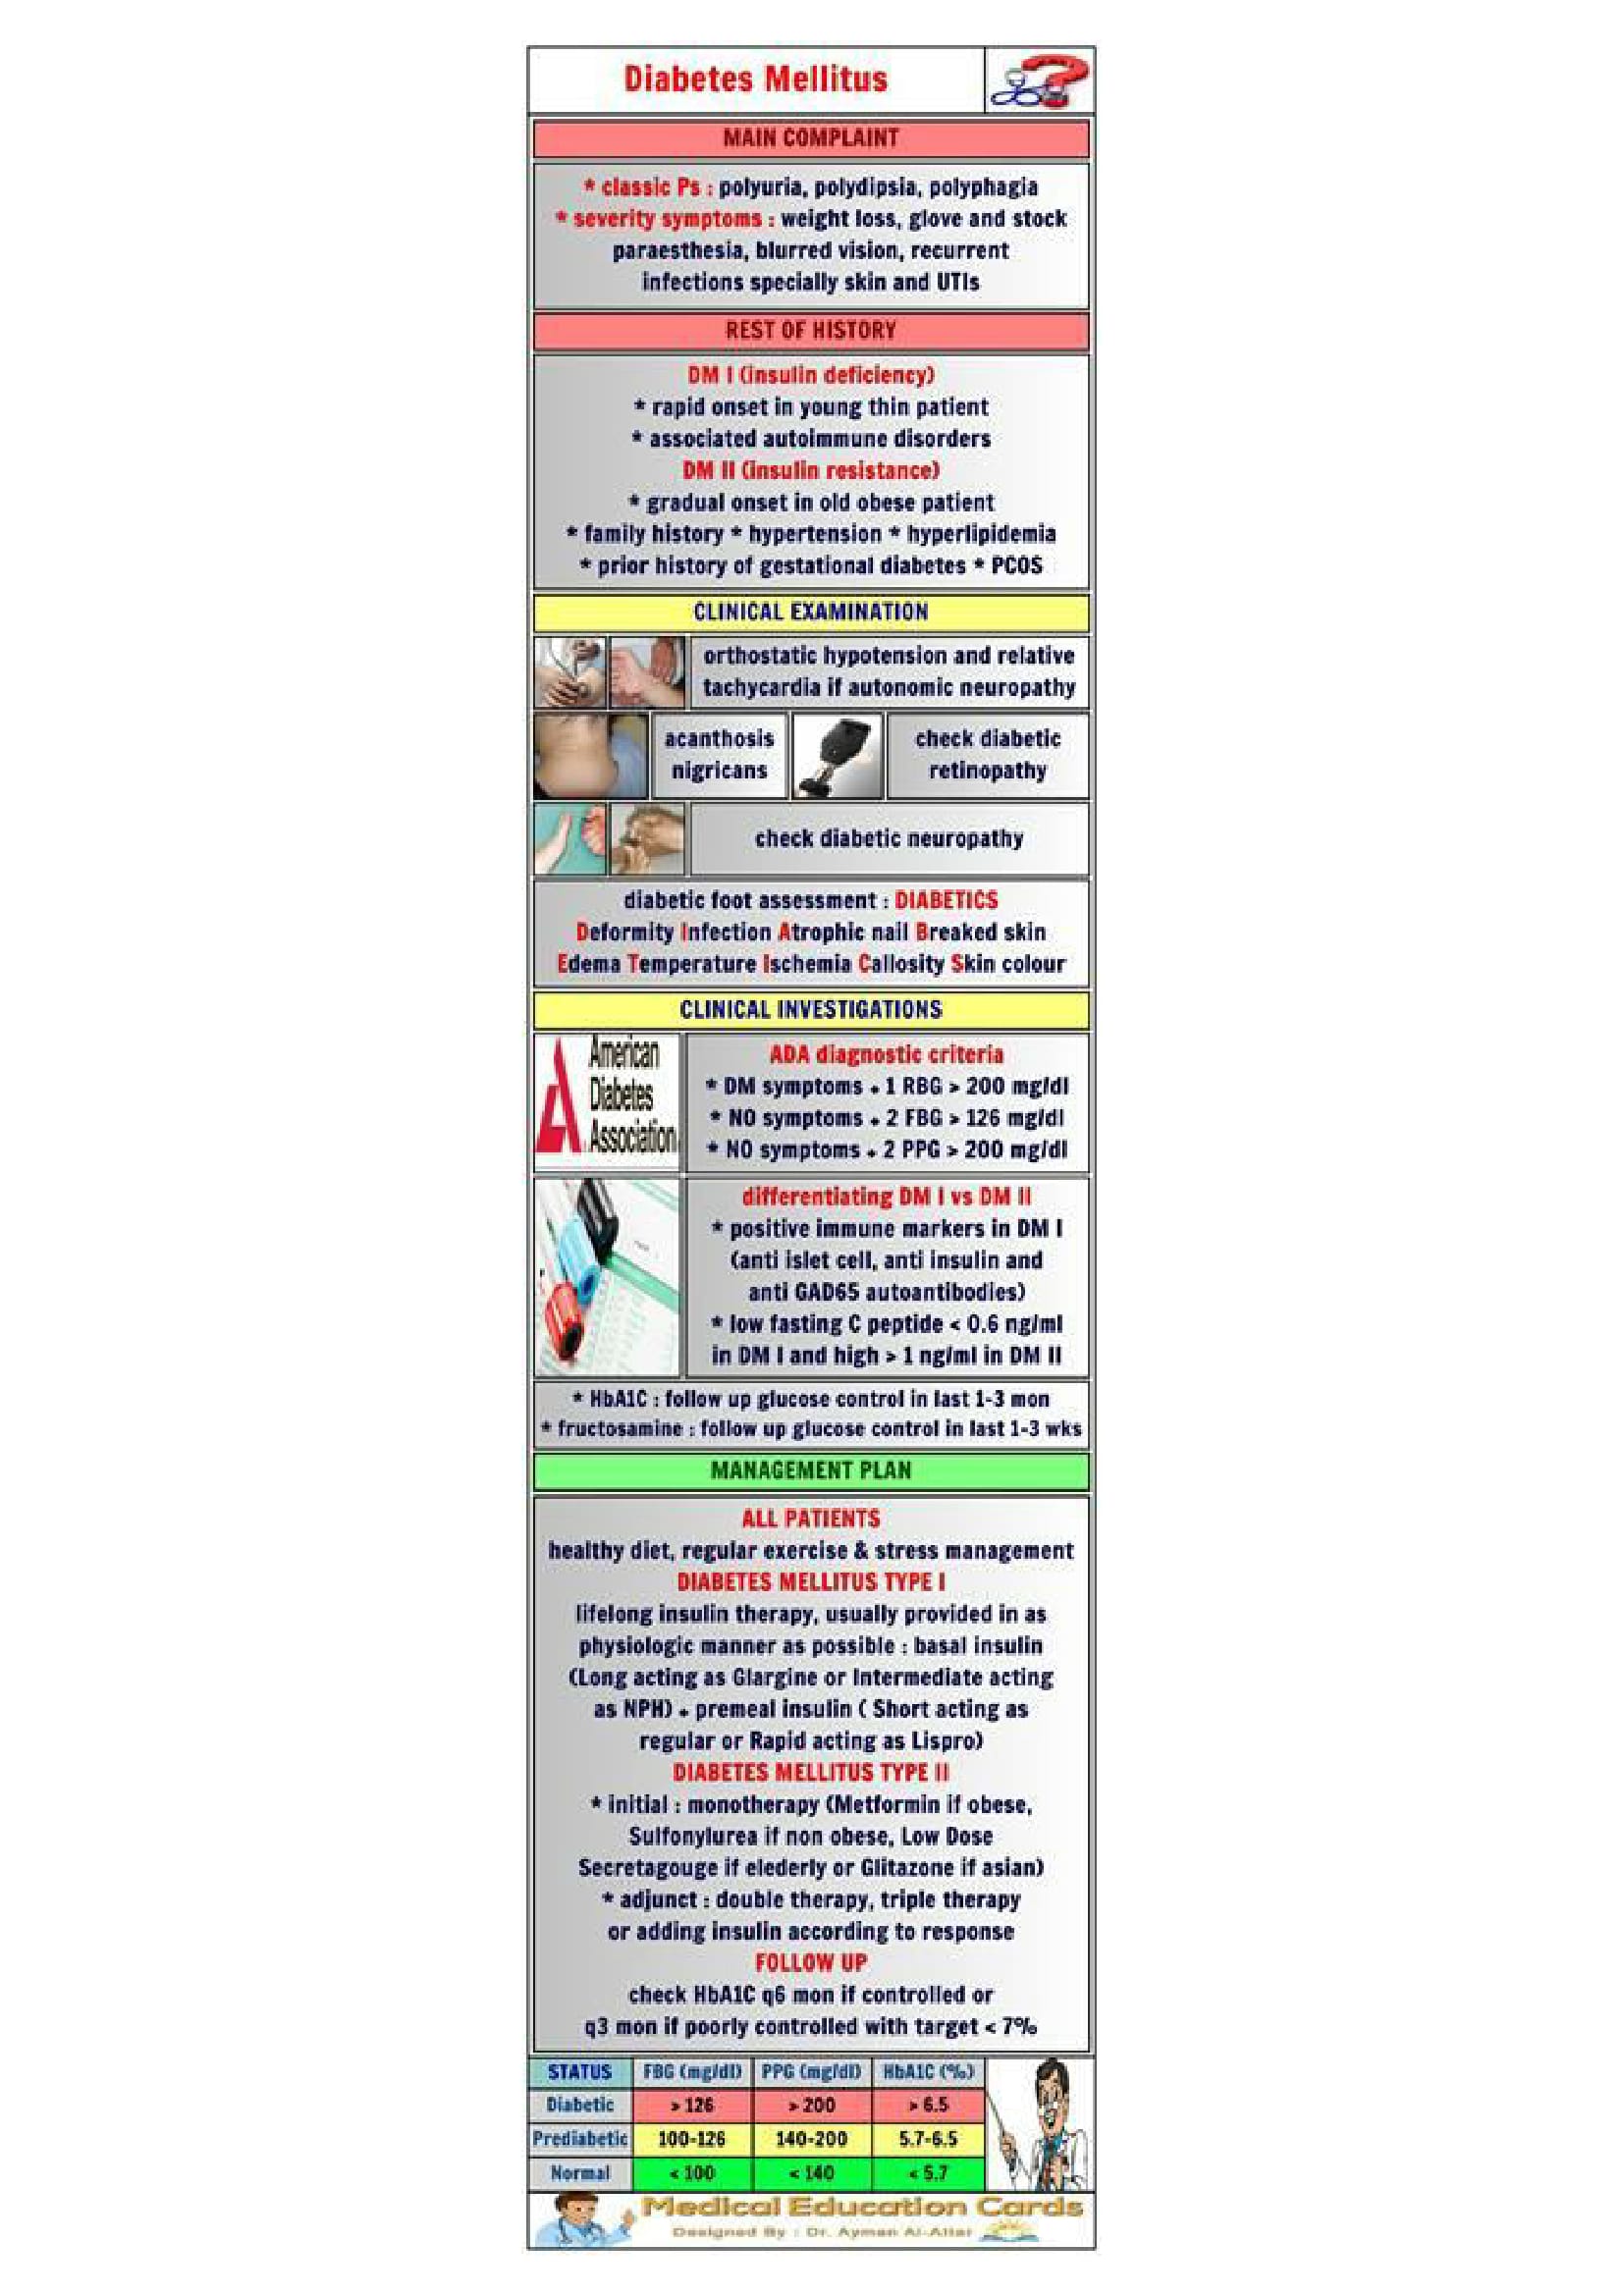 Diabetes Mellitus
MAIN COMPLAINT
* classic Ps : polyuria, polydipsia, polyphagia
* severity symptoms : weight loss, glove and stock
paraesthesia, blurred vision, recurrent
infections specially skin and UTIs
REST OF HISTORY
DM I (insulin deficiency)
* rapid onset in young thin patient
* associated autoimmune disorders
DM II (insulin resistance)
* gradual onset in old obese patient
* family history * hypertension * hyperlipidemia
* prior history of gestational diabetes * PCOS
CLINICAL EXAMINATION
orthostatic hypotension and relative
tachycardia if autonomic neuropathy
acanthosis
nigricans
check diabetic
retinopathy
check diabetic neuropathy
diabetic foot assessment : DIABETICS
Deformity Infection Atrophic nail Breaked skin
Edema Temperature Ischemia Callosity Skin colour
CLINICAL INVESTIGATIONS
American
Diabetes
Association
ADA diagnostic criteria
* DM symptoms + 1 RBG > 200 mg/dl
* NO symptoms + 2 FBG > 126 mg/dl
* NO symptoms + 2 PPG > 200 mg/dl
differentiating DM I vs DM II
* positive immune markers in DM I
(anti islet cell, anti insulin and
anti GAD65 autoantibodies)
* low fasting C peptide < 0.6 ng/ml
in DM I and high > 1 ng/ml in DM II
* HbA1C : follow up glucose control in last 1-3 mon
* fructosamine : follow up glucose control in last 1-3 wks
MANAGEMENT PLAN
ALL PATIENTS
healthy diet, regular exercise & stress management
DIABETES MELLITUS TYPE I
lifelong insulin therapy, usually provided in as
physiologic manner as possible : basal insulin
(Long acting as Glargine or Intermediate acting
as NPH) + premeal insulin ( Short acting as
regular or Rapid acting as Lispro)
DIABETES MELLITUS TYPE II
* initial : monotherapy (Metformin if obese,
Sulfonylurea if non obese, Low Dose
Secretagouge if elederly or Glitazone if asian)
* adjunct : double therapy, triple therapy
or adding insulin according to response
FOLLOW UP
check HbA1C q6 mon if controlled or
q3 mon if poorly controlled with target < 7%
STATUS FBG (mg/dl) PPG (mg/dl) HbA1C (%)
Diabetic > 126 > 200 > 6.5
Prediabetic 100-126 140-200 5.7-6.5
Normal < 100 < 140 < 5.7
Medical Education Cards
Designed By : Dr. Ayman Al-Attar